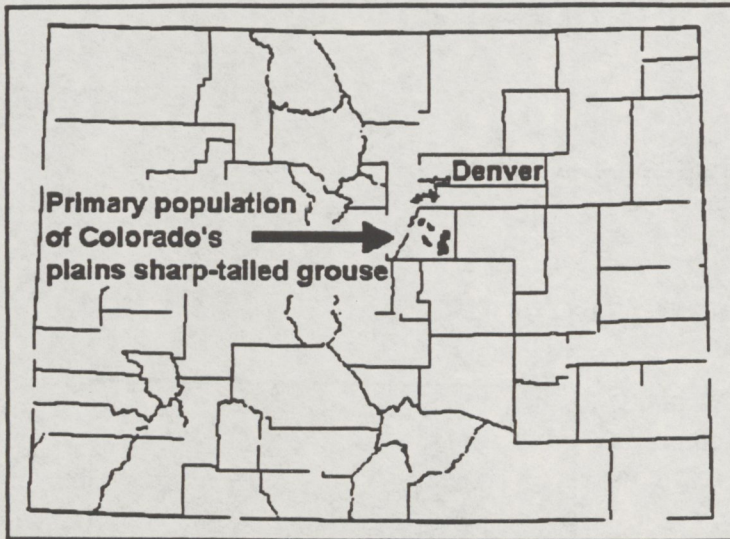 Denver
Primary population
of Colorado's
plains sharp-tailed grouse